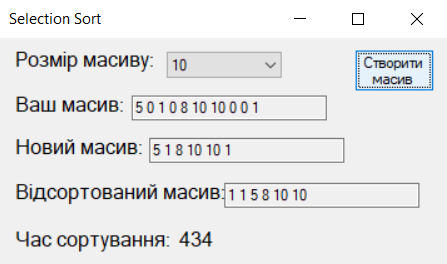 Selection Sort
Розмір масиву: 10
Створити
масив
Ваш масив: 5 0 1 0 8 10 10 0 0 1
Новий масив: 5 1 8 10 10 1
Відсортований масив: 1 1 5 8 10 10
Час сортування: 434